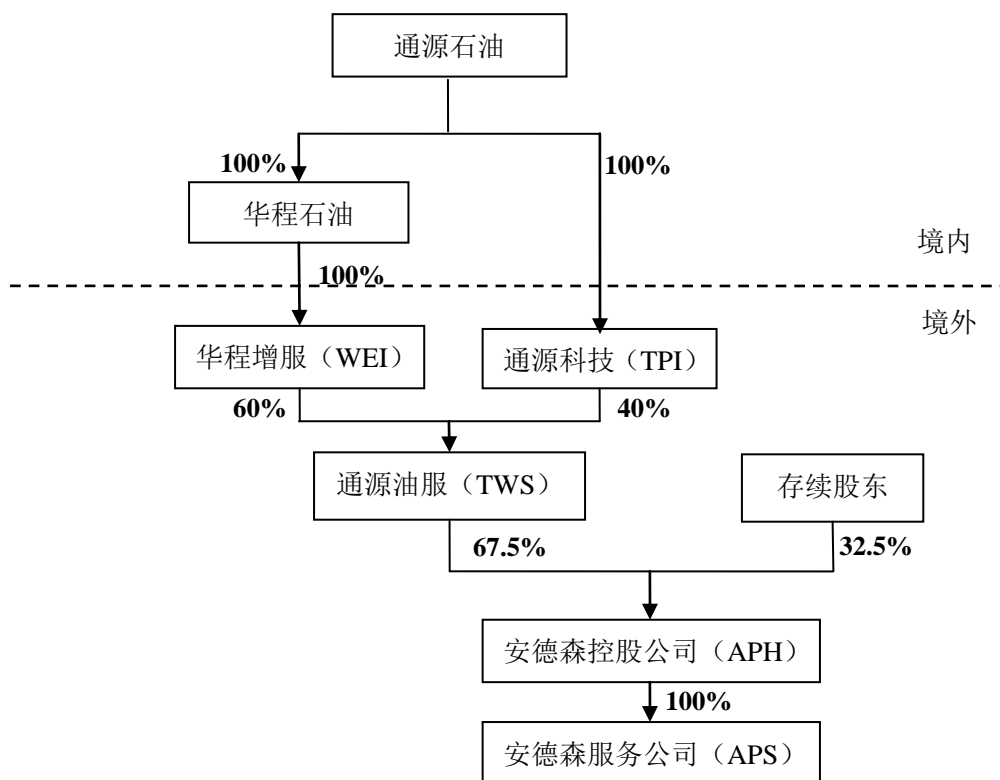 通源石油
100%
100%
华程石油
境内
100%
境外
华程增服（WEI）
通源科技（TPI）
60%
40%
通源油服（TWS）
存续股东
67.5%
32.5%
安德森控股公司（APH）
100%
安德森服务公司（APS）